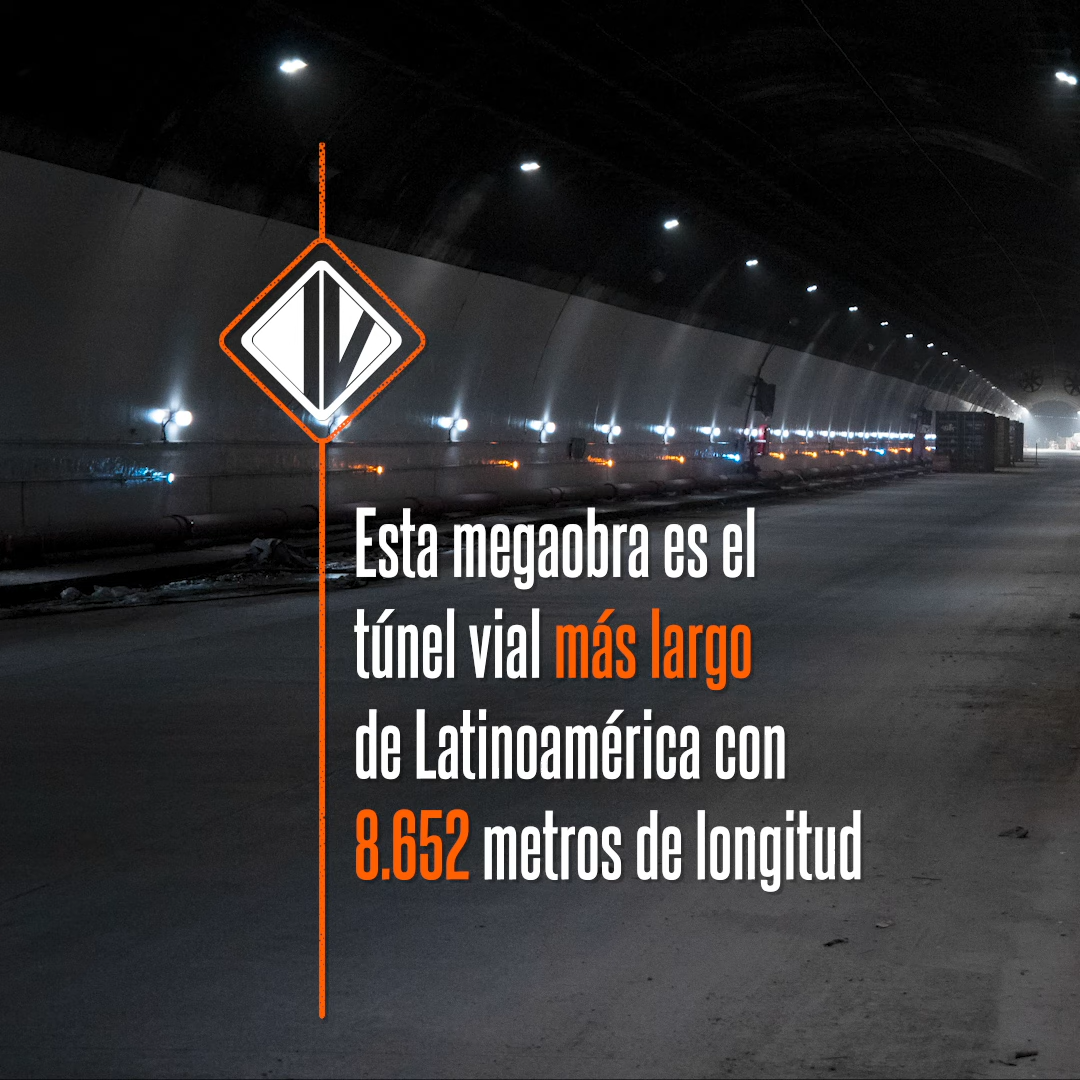 Esta megaobra es el
túnel vial más largo
de Latinoamérica con
8.652 metros de longitud